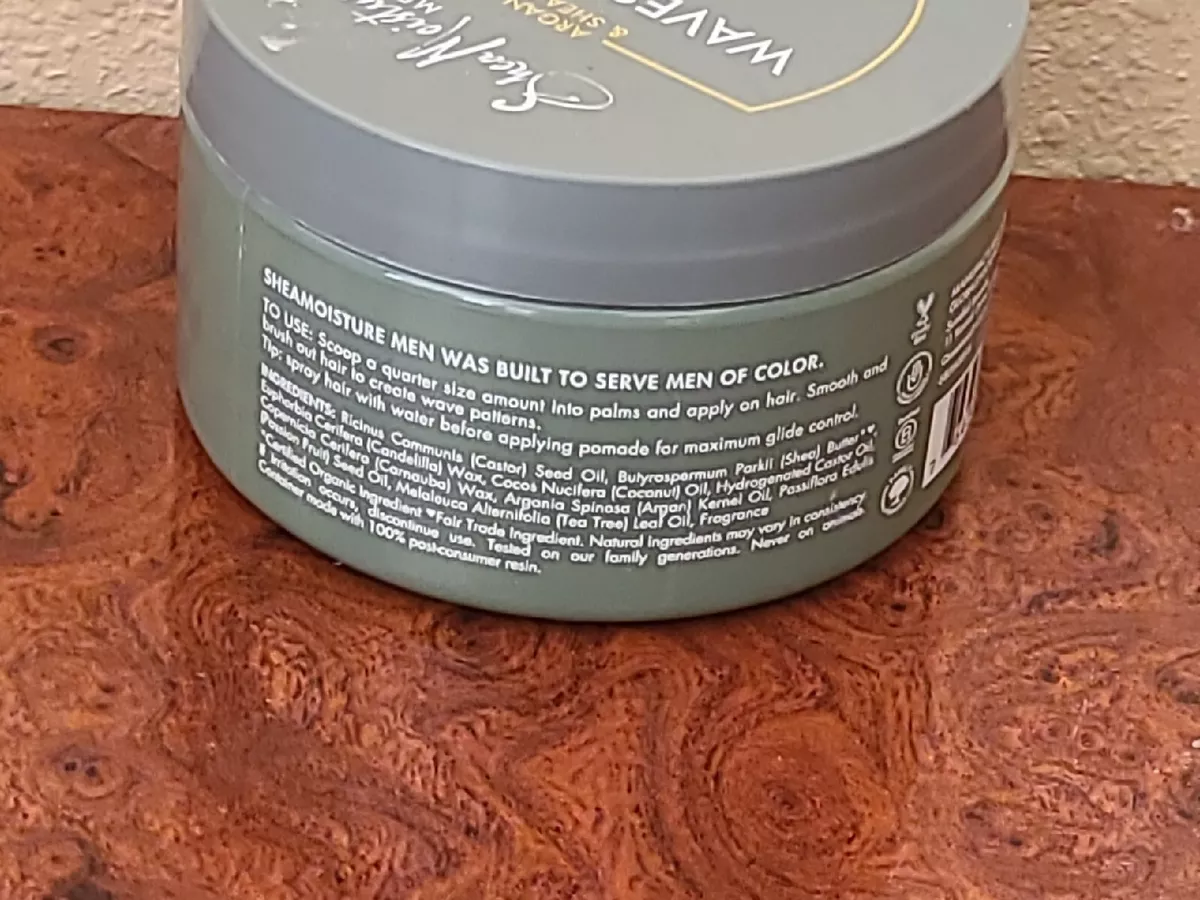 SheaMoisture
ARGAN
& SHEA
WAVES
SHEAMOISTURE MEN WAS BUILT TO SERVE MEN OF COLOR.
TO USE: Scoop a quarter size amount into palms and apply on hair. Smooth and
brush out hair to create wave patterns.
Tip: spray hair with water before applying pomade for maximum glide control.
INGREDIENTS: Ricinus Communis (Castor) Seed Oil, Butyrospermum Parkii (Shea) Butter*♥
Euphorbia Cerifera (Candelilla) Wax, Cocos Nucifera (Coconut) Oil, Hydrogenated Castor Oil,
Copernicia Cerifera (Carnauba) Wax, Argania Spinosa (Argan) Kernel Oil, Passiflora Edulis
(Passion Fruit) Seed Oil, Melaleuca Alternifolia (Tea Tree) Leaf Oil, Fragrance
*Certified Organic Ingredient ♥Fair Trade Ingredient. Natural Ingredients may vary in consistency
If irritation occurs, discontinue use. Tested on our family generations. Never on animals.
Container made with 100% post-consumer resin.